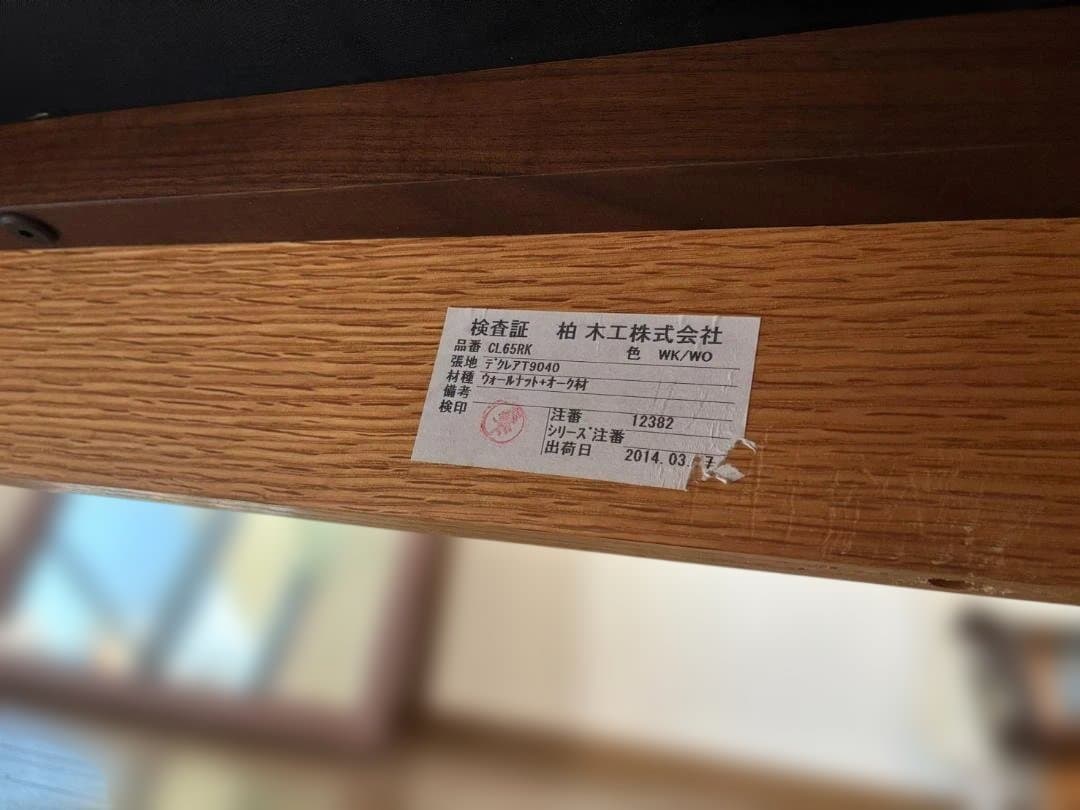 検査証 柏木工株式会社
品番 CL65RK 色 WK/WO
張地 デクレアT9040
材種 ウォールナット+オーク材
備考
検印
注番 12382
シリーズ注番
出荷日 2014.03.